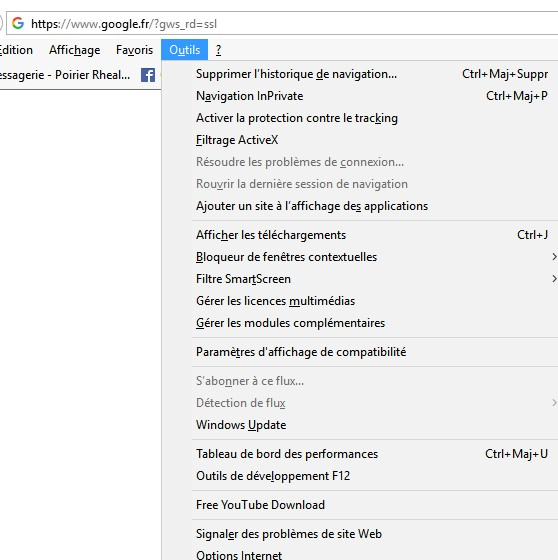 https://www.google.fr/?gws_rd=ssl
Édition Affichage Favoris Outils ?
essagerie - Poirier Rheal...
Supprimer l'historique de navigation... Ctrl+Maj+Suppr
Navigation InPrivate Ctrl+Maj+P
Activer la protection contre le tracking
Filtrage ActiveX
Résoudre les problèmes de connexion...
Rouvrir la dernière session de navigation
Ajouter un site à l'affichage des applications
Afficher les téléchargements Ctrl+J
Bloqueur de fenêtres contextuelles
Filtre SmartScreen
Gérer les licences multimédias
Gérer les modules complémentaires
Paramètres d'affichage de compatibilité
S'abonner à ce flux...
Détection de flux
Windows Update
Tableau de bord des performances Ctrl+Maj+U
Outils de développement F12
Free YouTube Download
Signaler des problèmes de site Web
Options Internet